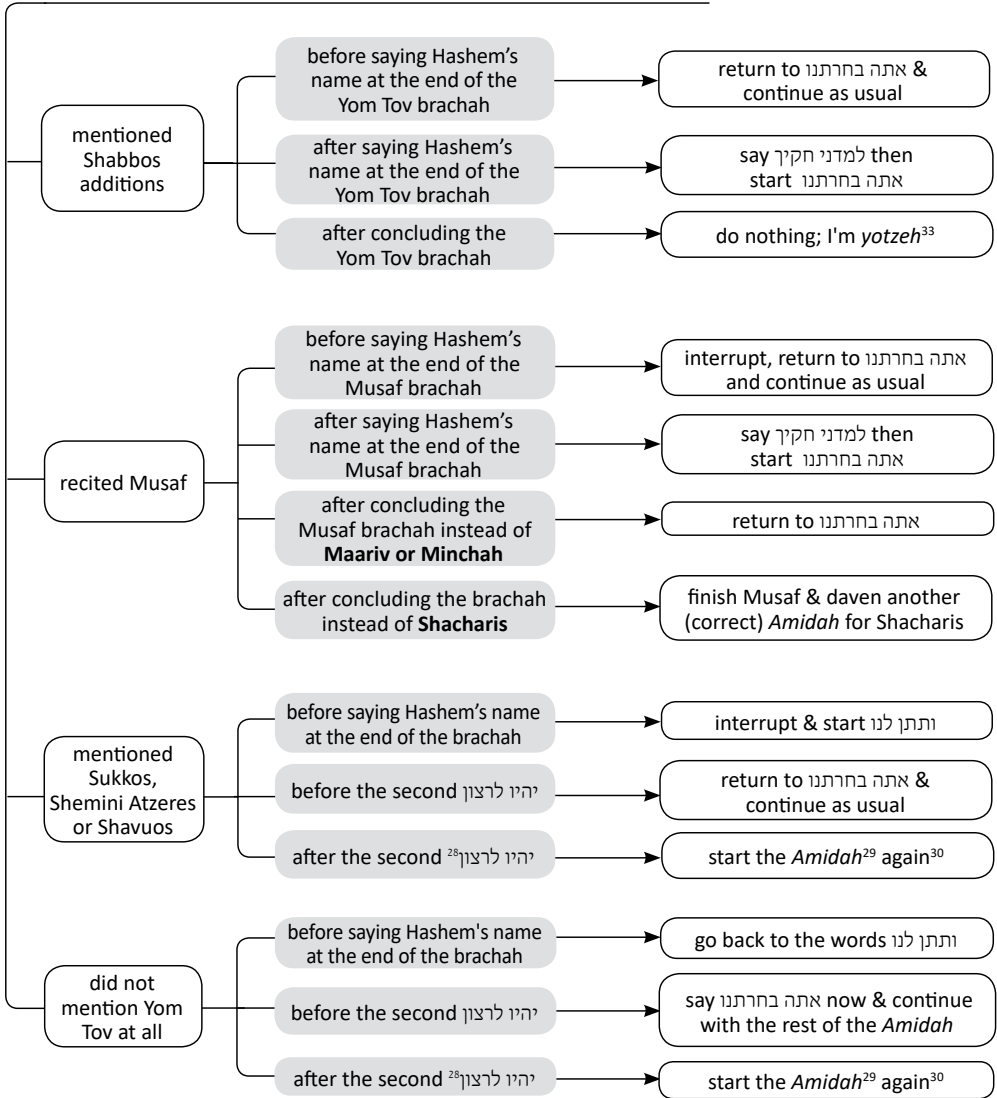 mentioned
Shabbos
additions
before saying Hashem's
name at the end of the
Yom Tov brachah
return to אתה בחרתנו &
continue as usual
after saying Hashem's
name at the end of the
Yom Tov brachah
say למדני חקיך then
start אתה בחרתנו
after concluding the
Yom Tov brachah
do nothing; I'm yotzeh³³
recited Musaf
before saying Hashem's
name at the end of the
Musaf brachah
interrupt, return to אתה בחרתנו
and continue as usual
after saying Hashem's
name at the end of the
Musaf brachah
say למדני חקיך then
start אתה בחרתנו
after concluding the
Musaf brachah instead of
Maariv or Minchah
return to אתה בחרתנו
after concluding the brachah
instead of Shacharis
finish Musaf & daven another
(correct) Amidah for Shacharis
mentioned
Sukkos,
Shemini Atzeres
or Shavuos
before saying Hashem's name
at the end of the brachah
interrupt & start ותתן לנו
before the second יהיו לרצון
return to אתה בחרתנו &
continue as usual
after the second יהיו לרצון²⁸
start the Amidah²⁹ again³⁰
did not
mention Yom
Tov at all
before saying Hashem's name
at the end of the brachah
go back to the words ותתן לנו
before the second יהיו לרצון
say אתה בחרתנו now & continue
with the rest of the Amidah
after the second יהיו לרצון²⁸
start the Amidah²⁹ again³⁰